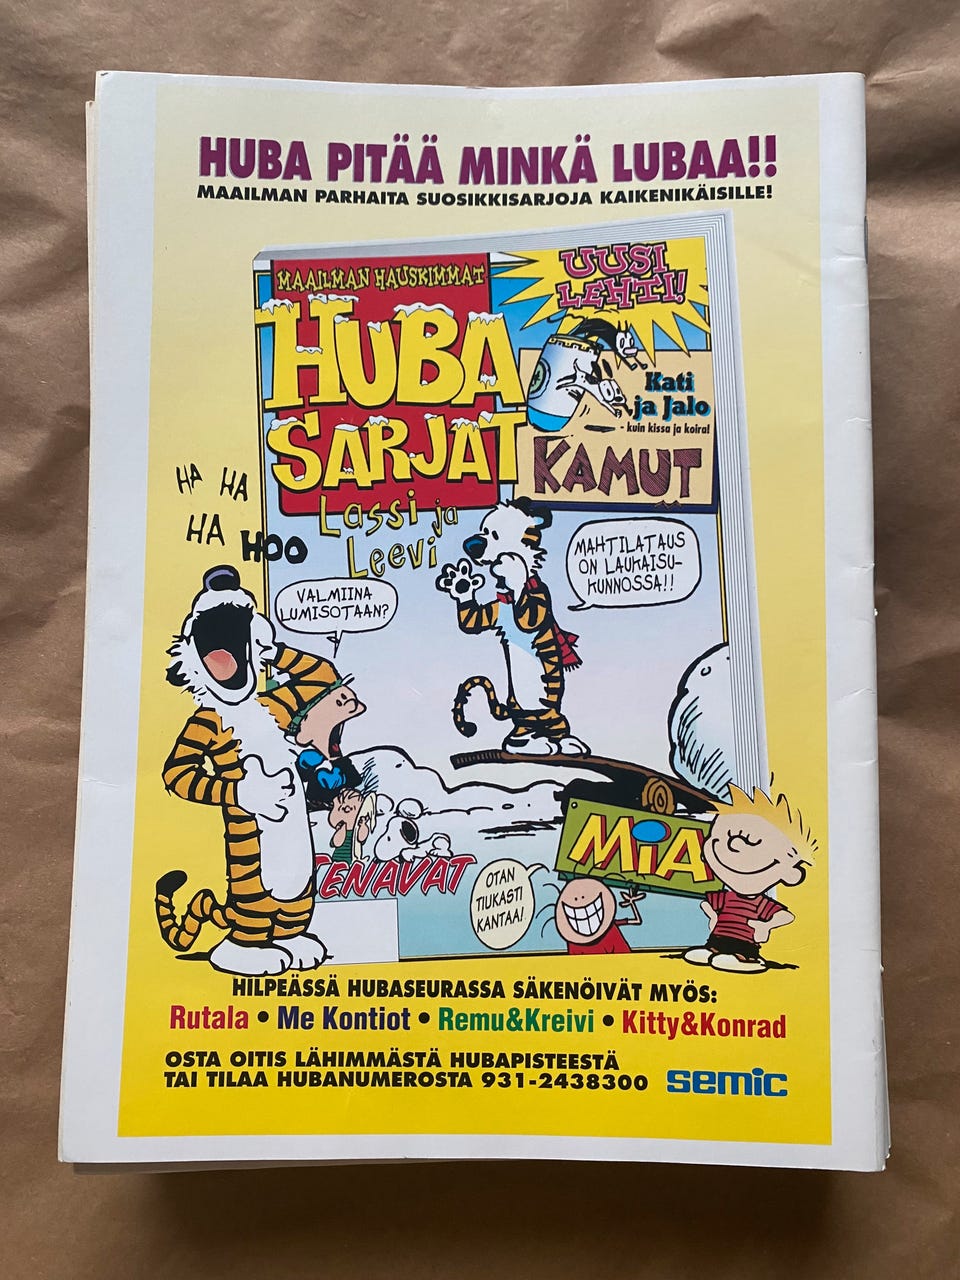 HUBA PITÄÄ MINKÄ LUBAA!!
MAAILMAN PARHAITA SUOSIKKISARJOJA KAIKENIKÄISILLE!
MAAILMAN HAUSKIMMAT
HUBA
SARJAT
UUSI
LEHTI!
Kati
ja Jalo
- kuin kissa ja koira!
KAMUT
Lassi ja
Leevi
HA HA
HA HOO
VALMIINA
LUMISOTAAN?
MAHTILATAUS
ON LAUKAISU-
KUNNOSSA!!
TENAVAT
OTAN
TIUKASTI
KANTAA!
MiA
HILPEÄSSÄ HUBASEURASSA SÄKENÖIVÄT MYÖS:
Rutala • Me Kontiot • Remu&Kreivi • Kitty&Konrad
OSTA OITIS LÄHIMMÄSTÄ HUBAPISTEESTÄ
TAI TILAA HUBANUMEROSTA 931-2438300
semic